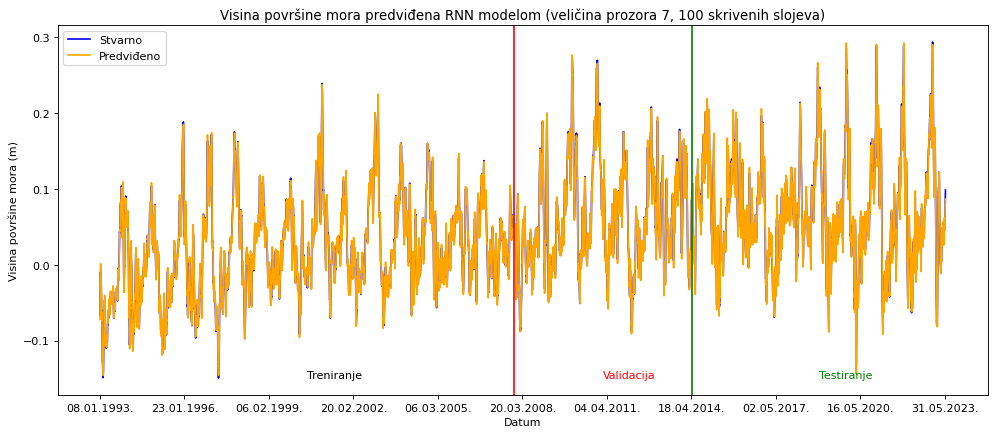 Visina površine mora predviđena RNN modelom (veličina prozora 7, 100 skrivenih slojeva)
Stvarno
Predviđeno
Visina površine mora (m)
0.3
0.2
0.1
0.0
−0.1
Treniranje
Validacija
Testiranje
08.01.1993.
23.01.1996.
06.02.1999.
20.02.2002.
06.03.2005.
20.03.2008.
04.04.2011.
18.04.2014.
02.05.2017.
16.05.2020.
31.05.2023.
Datum